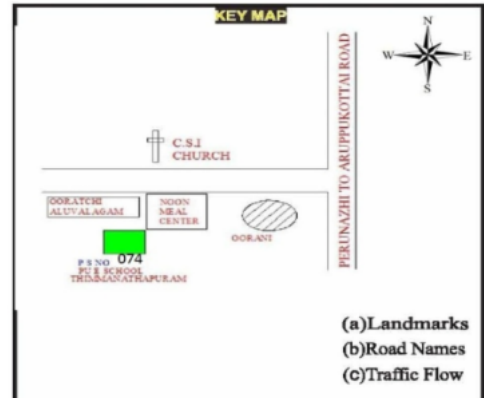 KEY MAP
N
W
E
S
PERUNAZHI TO ARUPPUKOTTAI ROAD
C.S.I
CHURCH
OORATCHI
ALUVALAGAM
NOON
MEAL
CENTER
OORANI
P S NO 074
PU E SCHOOL
THIMMANATHAPURAM
(a)Landmarks
(b)Road Names
(c)Traffic Flow